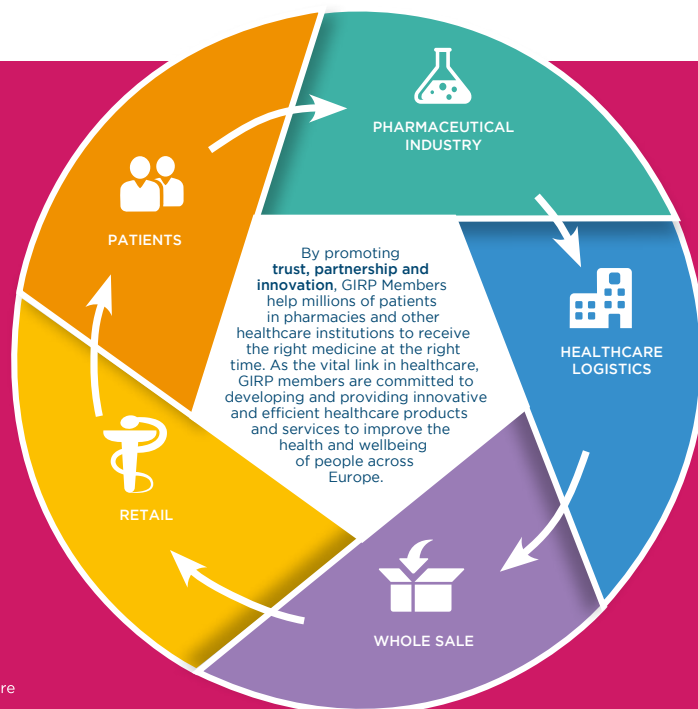 PHARMACEUTICAL
INDUSTRY
PATIENTS
By promoting
trust, partnership and
innovation, GIRP Members
help millions of patients
in pharmacies and other
healthcare institutions to receive
the right medicine at the right
time. As the vital link in healthcare,
GIRP members are committed to
developing and providing innovative
and efficient healthcare products
and services to improve the
health and wellbeing
of people across
Europe.
HEALTHCARE
LOGISTICS
RETAIL
WHOLE SALE
re